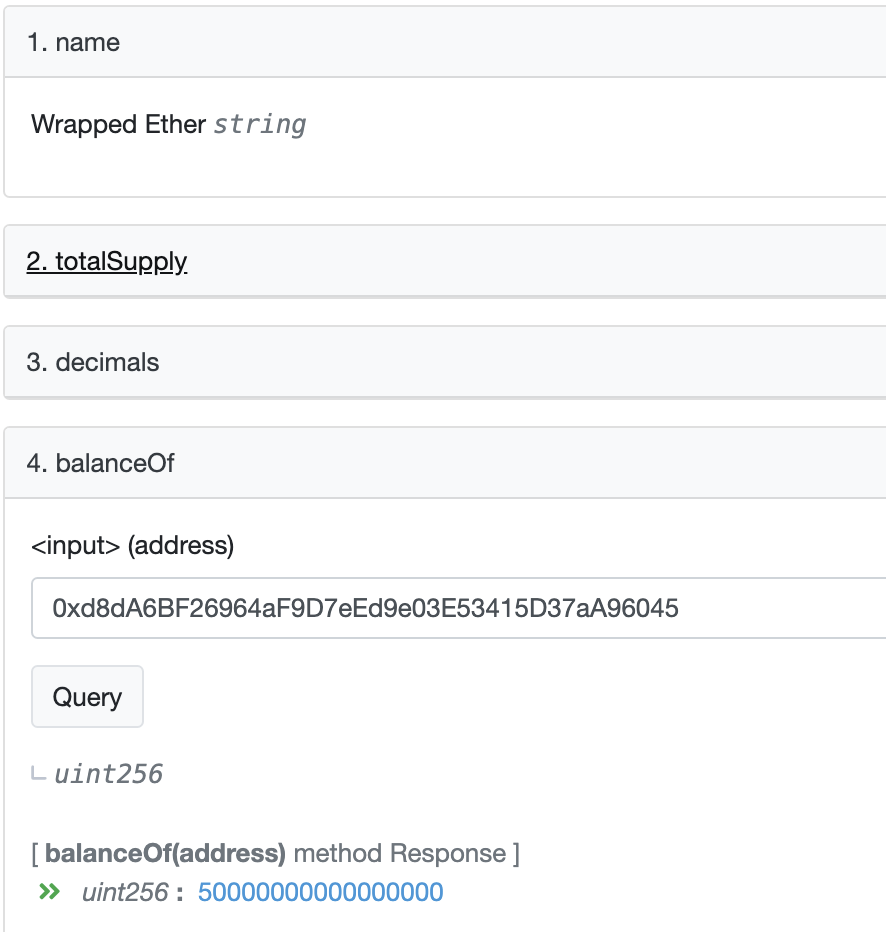 1. name
Wrapped Ether string
2. totalSupply
3. decimals
4. balanceOf
<input> (address)
0xd8dA6BF26964aF9D7eEd9e03E53415D37aA96045
Query
uint256
[ balanceOf(address) method Response ]
uint256 : 50000000000000000